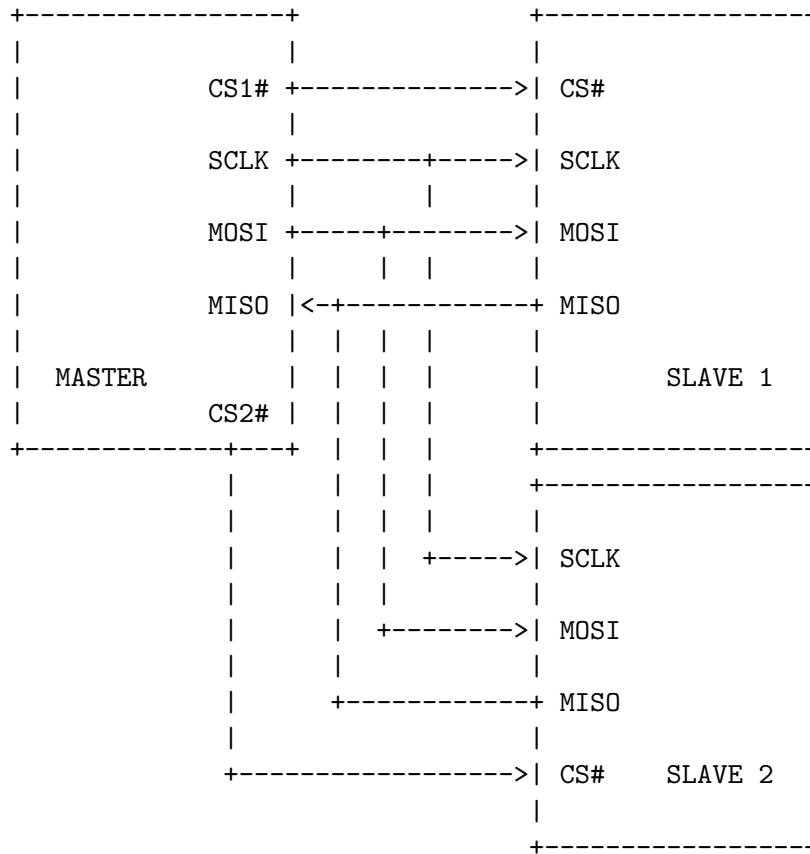 CS1# CS#
SCLK SCLK
MOSI MOSI
MISO MISO
MASTER SLAVE 1
CS2#
SCLK
MOSI
MISO
CS# SLAVE 2